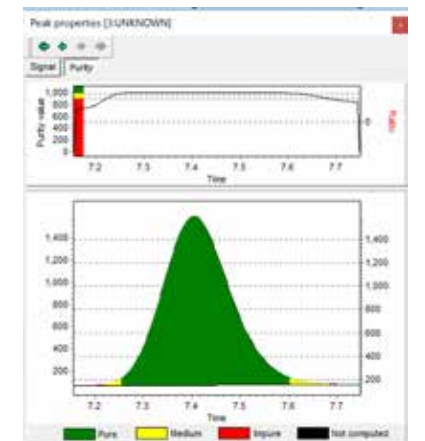 Peak properties [3:UNKNOWN]
Signal Purity
Purity value
1,000
800
600
400
200
0
0
7.2 7.3 7.4 7.5 7.6 7.7
Time
1,400 1,400
1,200 1,200
1,000 1,000
800 800
600 600
400 400
200 200
7.2 7.3 7.4 7.5 7.6 7.7
Time
Pure Medium Impure Not computed